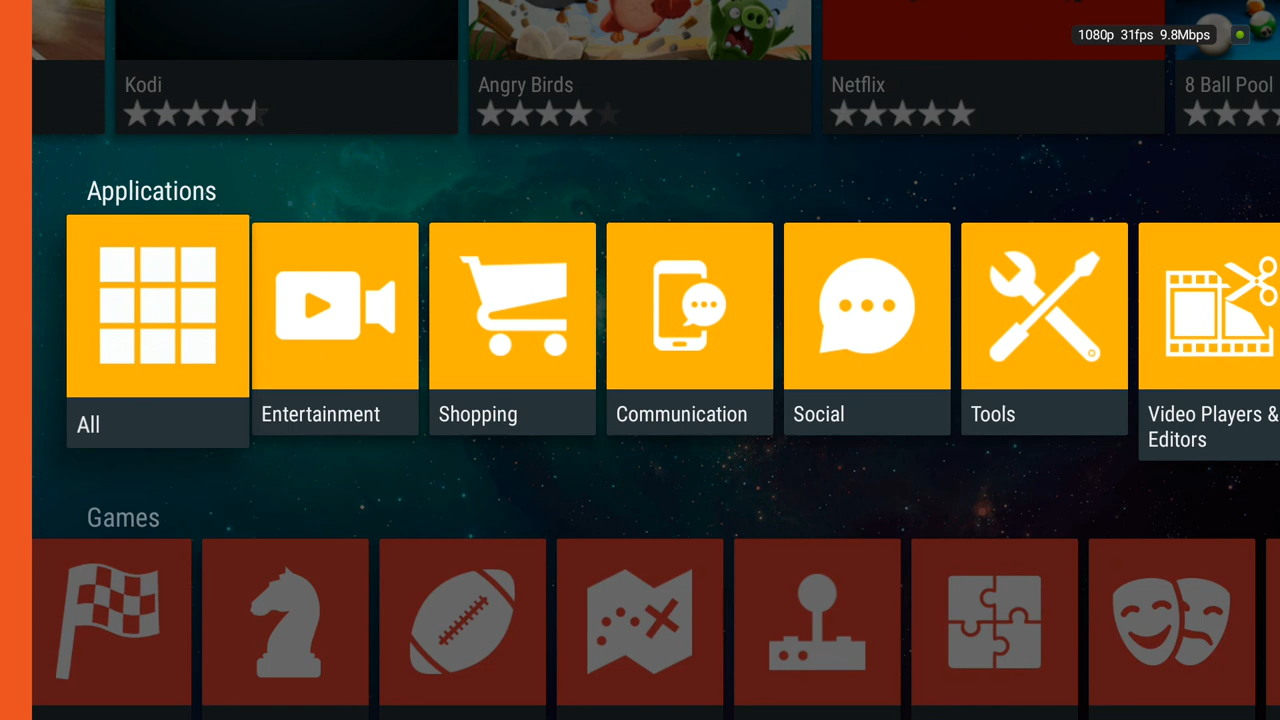 1080p 31fps 9.8Mbps
Kodi
Angry Birds
Netflix
8 Ball Pool
Applications
All
Entertainment
Shopping
Communication
Social
Tools
Video Players &
Editors
Games